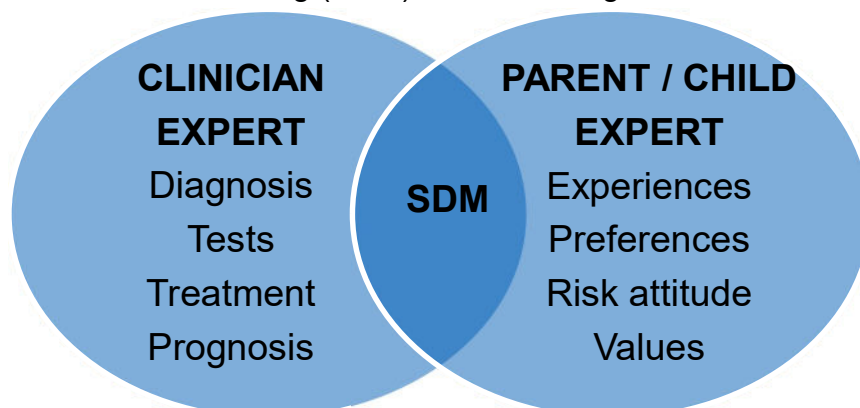 CLINICIAN
EXPERT
Diagnosis
Tests
Treatment
Prognosis
SDM
PARENT / CHILD
EXPERT
Experiences
Preferences
Risk attitude
Values